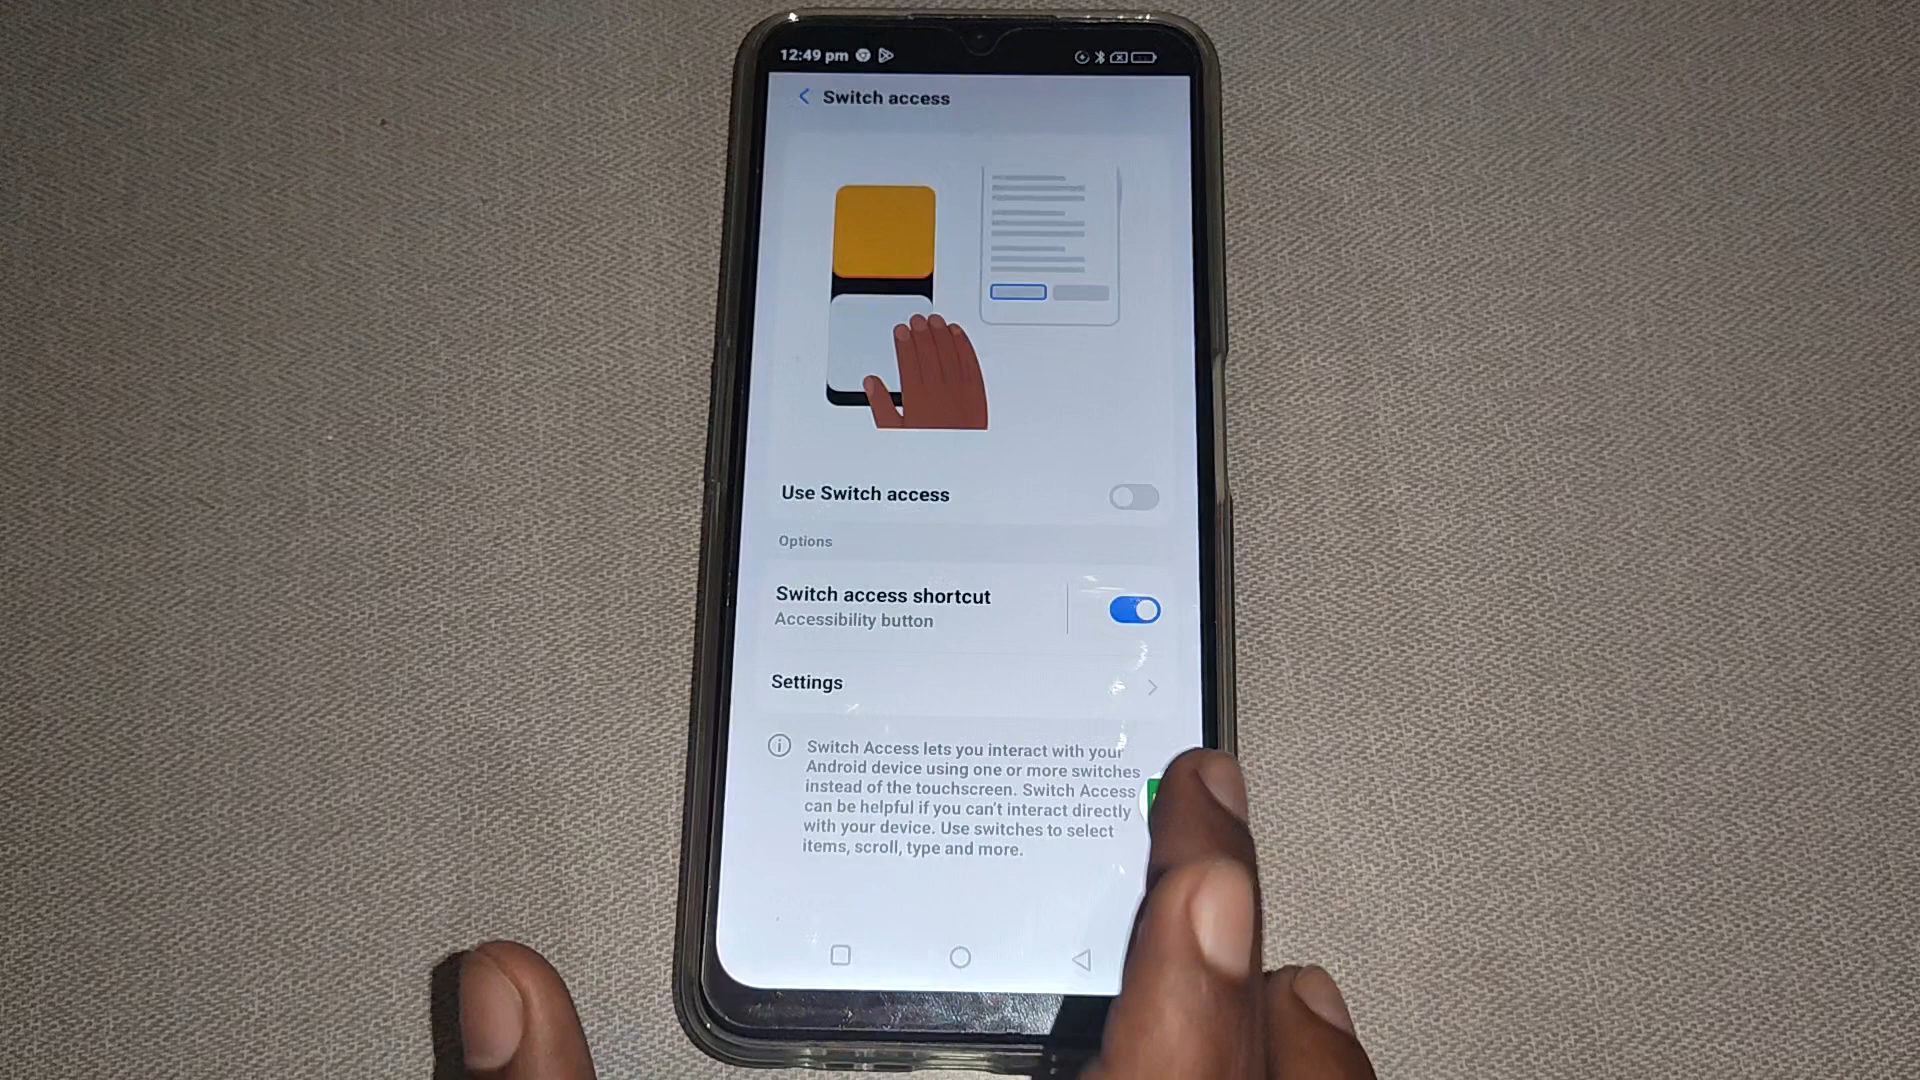 12:49 pm
Switch access
Use Switch access
Options
Switch access shortcut
Accessibility button
Settings
Switch Access lets you interact with your
Android device using one or more switches
instead of the touchscreen. Switch Access
can be helpful if you can't interact directly
with your device. Use switches to select
items, scroll, type and more.